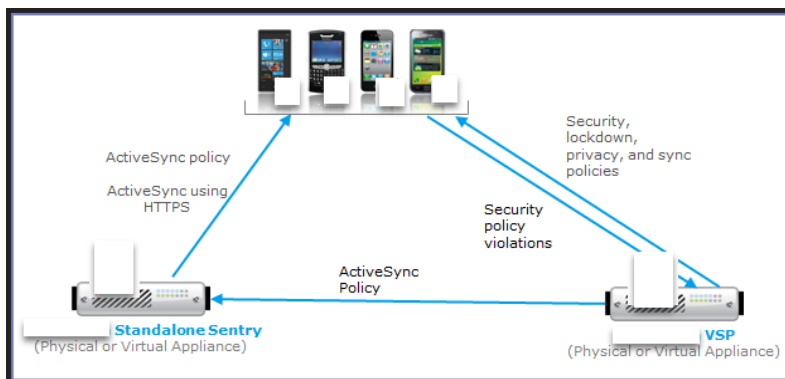 Security,
lockdown,
privacy, and sync
policies
ActiveSync policy
ActiveSync using
HTTPS
Security
policy
violations
ActiveSync
Policy
Standalone Sentry
(Physical or Virtual Appliance)
VSP
(Physical or Virtual Appliance)